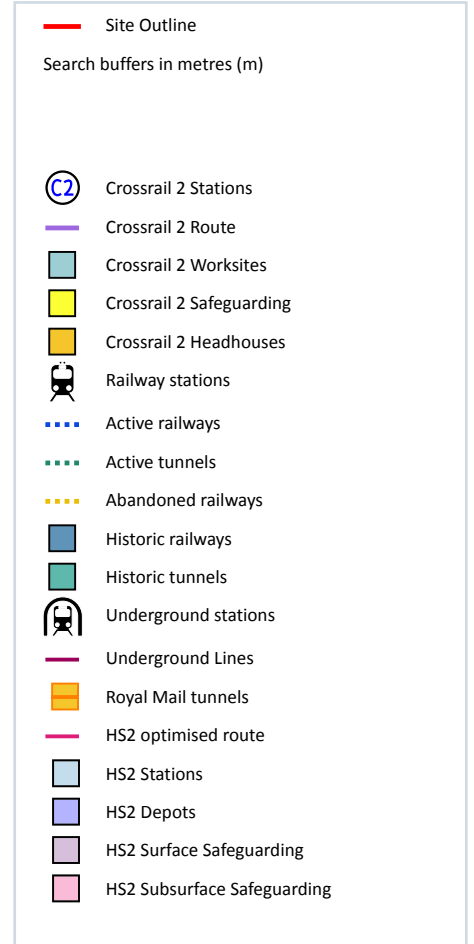 Site Outline
Search buffers in metres (m)
C2 Crossrail 2 Stations
Crossrail 2 Route
Crossrail 2 Worksites
Crossrail 2 Safeguarding
Crossrail 2 Headhouses
Railway stations
Active railways
Active tunnels
Abandoned railways
Historic railways
Historic tunnels
Underground stations
Underground Lines
Royal Mail tunnels
HS2 optimised route
HS2 Stations
HS2 Depots
HS2 Surface Safeguarding
HS2 Subsurface Safeguarding